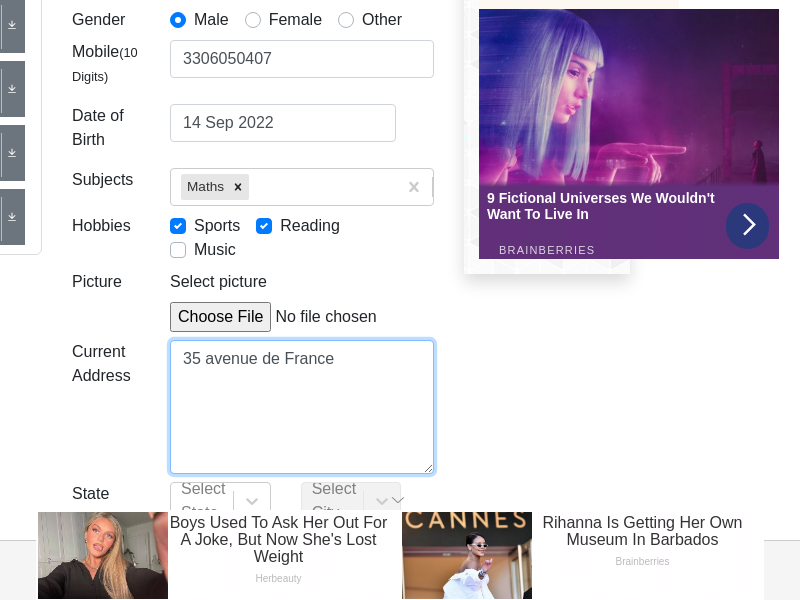 Gender
Male
Female
Other
Mobile(10 Digits)
3306050407
Date of Birth
14 Sep 2022
Subjects
Maths
Hobbies
Sports
Reading
Music
Picture
Select picture
Choose File No file chosen
Current Address
35 avenue de France
State
Select State
Select City
9 Fictional Universes We Wouldn't
Want To Live In
BRAINBERRIES
Boys Used To Ask Her Out For
A Joke, But Now She's Lost
Weight
Herbeauty
CANNES
Rihanna Is Getting Her Own
Museum In Barbados
Brainberries